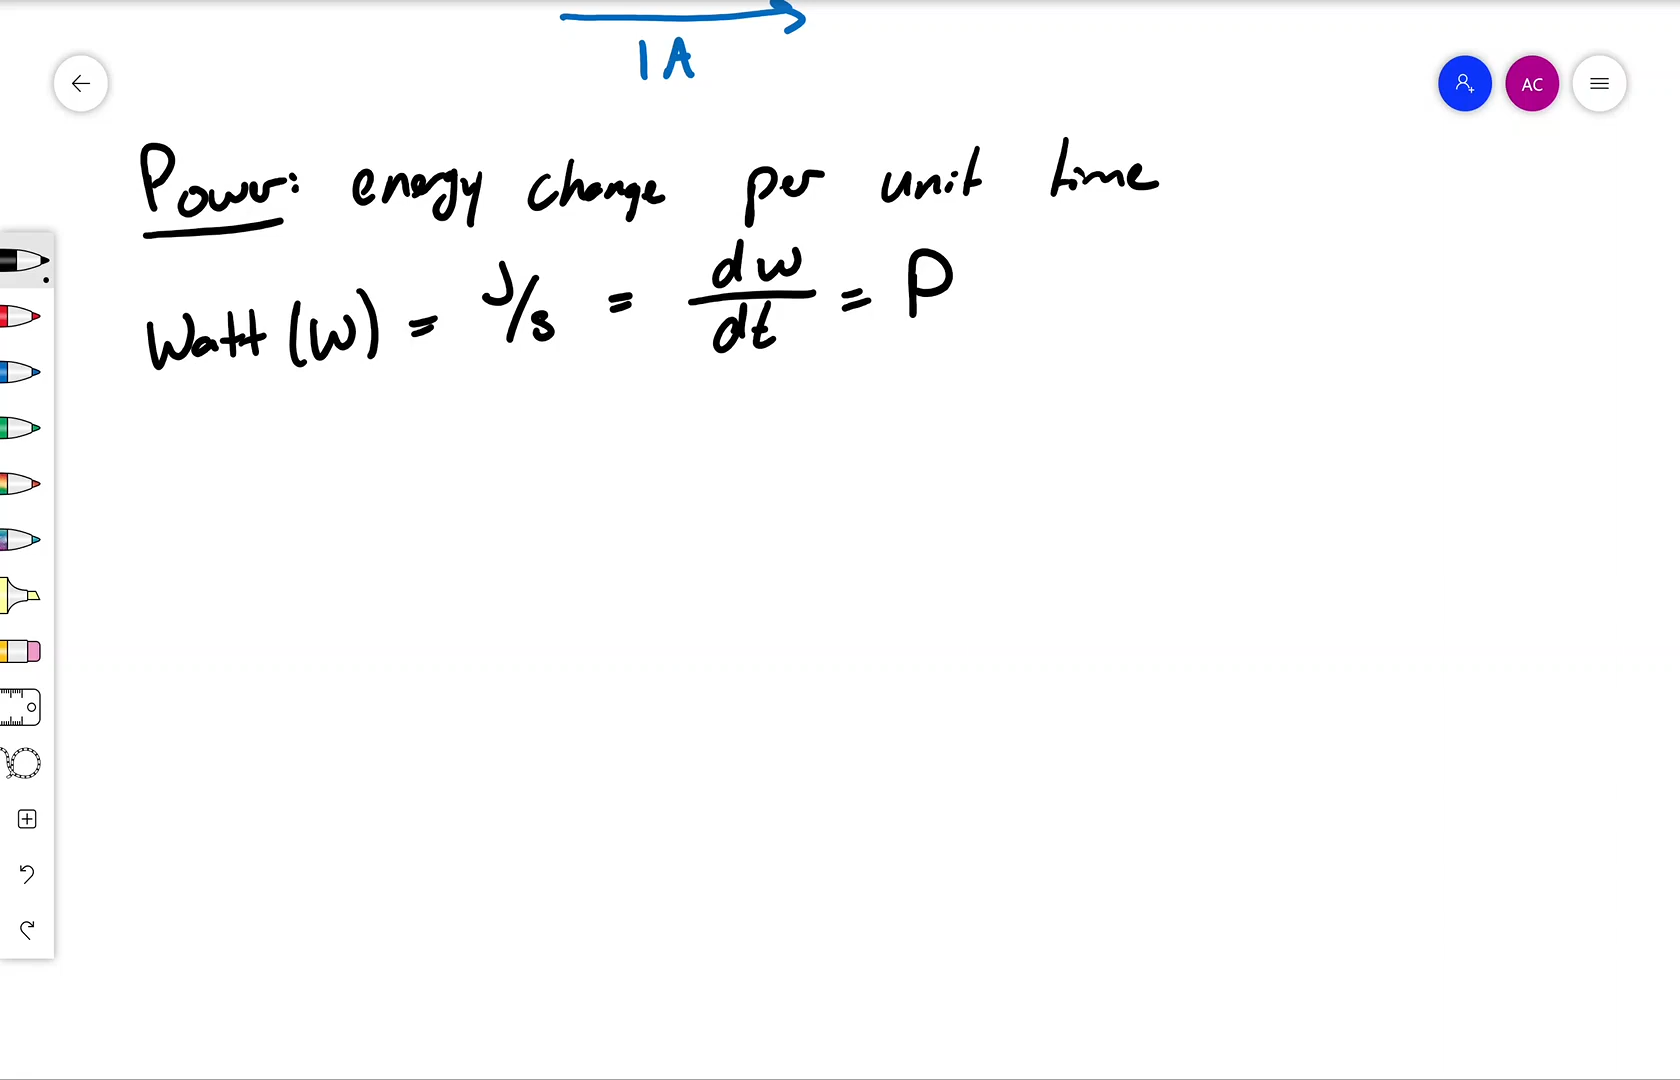 1A
AC
Power: energy change per unit time
Watt (W) = J/s = dw/dt = P